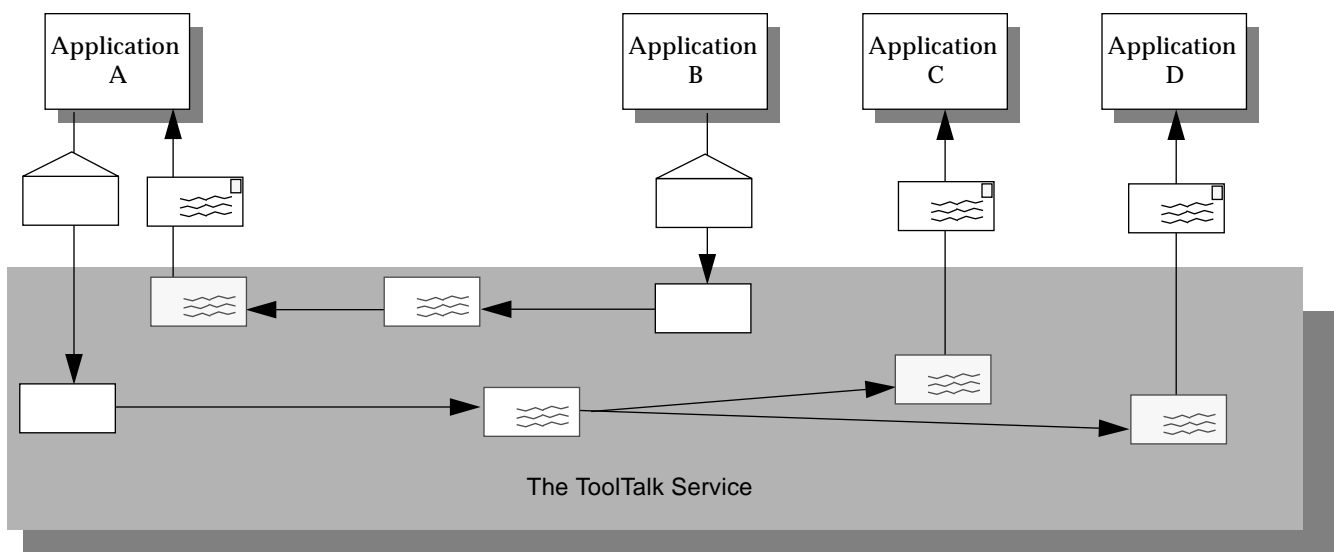 Application
A
Application
B
Application
C
Application
D
The ToolTalk Service